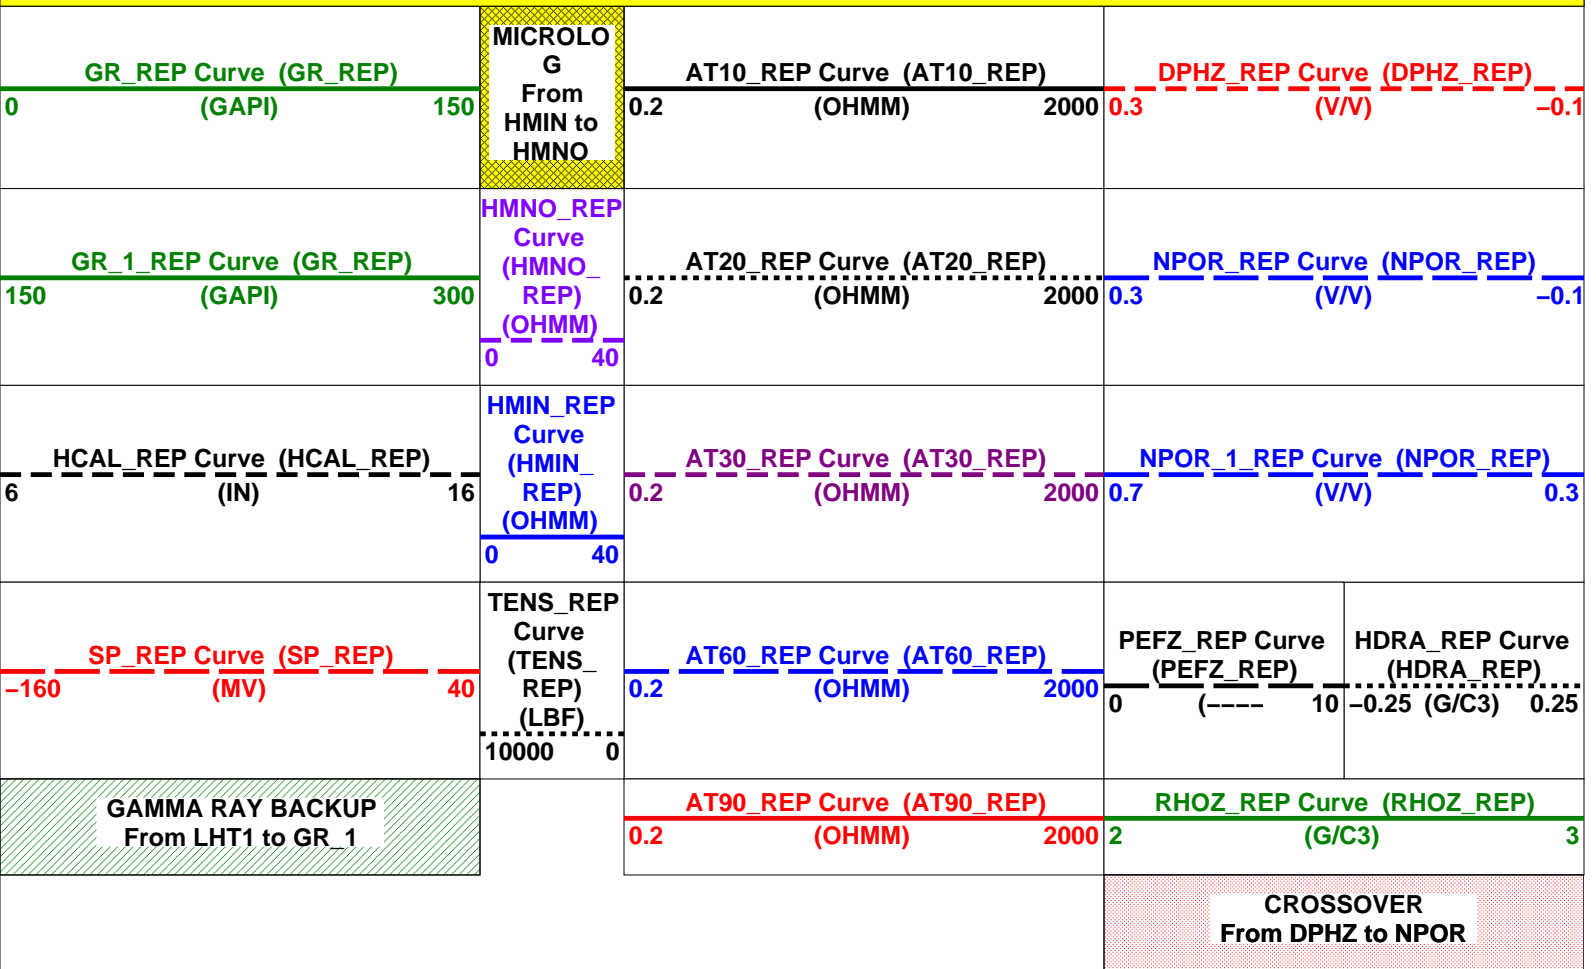 GR_REP Curve (GR_REP)
0 (GAPI) 150
MICROLO
G
From
HMIN to
HMNO
AT10_REP Curve (AT10_REP)
0.2 (OHMM) 2000
DPHZ_REP Curve (DPHZ_REP)
0.3 (V/V) −0.1
GR_1_REP Curve (GR_REP)
150 (GAPI) 300
HMNO_REP
Curve
(HMNO_
REP)
(OHMM)
0 40
AT20_REP Curve (AT20_REP)
0.2 (OHMM) 2000
NPOR_REP Curve (NPOR_REP)
0.3 (V/V) −0.1
HCAL_REP Curve (HCAL_REP)
6 (IN) 16
HMIN_REP
Curve
(HMIN_
REP)
(OHMM)
0 40
AT30_REP Curve (AT30_REP)
0.2 (OHMM) 2000
NPOR_1_REP Curve (NPOR_REP)
0.7 (V/V) 0.3
SP_REP Curve (SP_REP)
−160 (MV) 40
TENS_REP
Curve
(TENS_
REP)
(LBF)
10000 0
AT60_REP Curve (AT60_REP)
0.2 (OHMM) 2000
PEFZ_REP Curve
(PEFZ_REP)
0 (−−−− 10
HDRA_REP Curve
(HDRA_REP)
−0.25 (G/C3) 0.25
GAMMA RAY BACKUP
From LHT1 to GR_1
AT90_REP Curve (AT90_REP)
0.2 (OHMM) 2000
RHOZ_REP Curve (RHOZ_REP)
2 (G/C3) 3
CROSSOVER
From DPHZ to NPOR